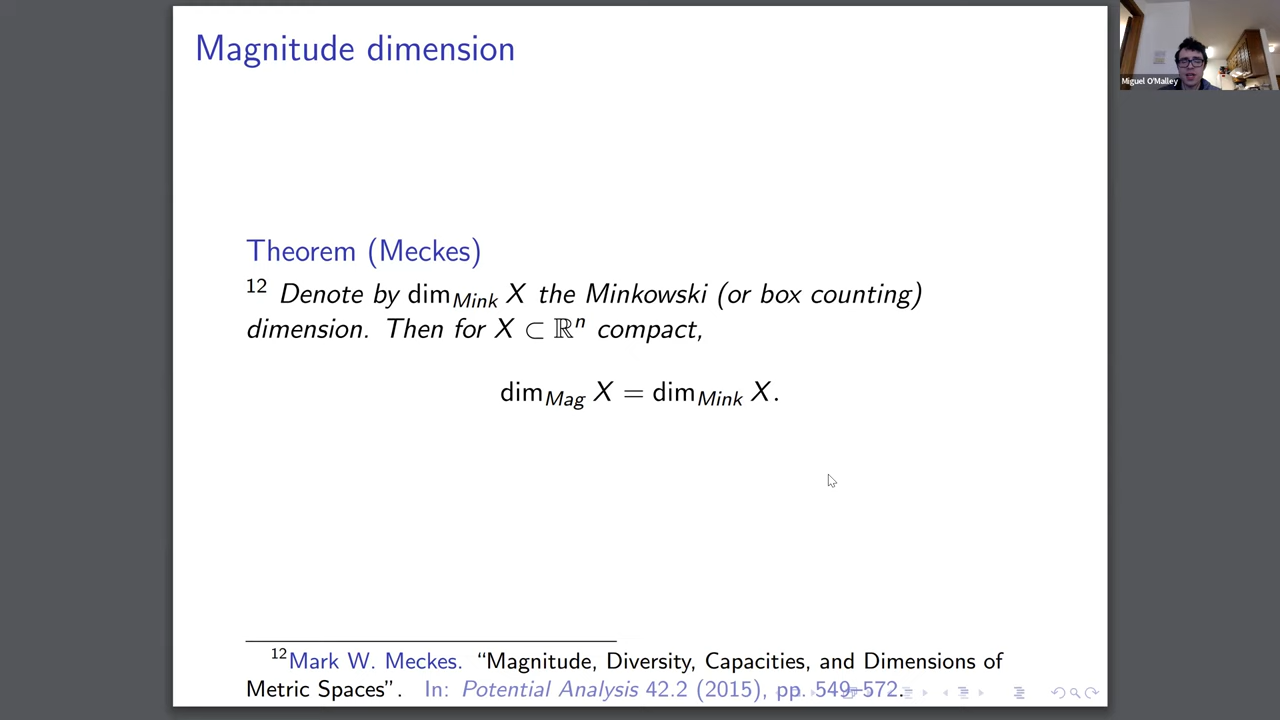 Magnitude dimension
Miguel O'Malley
Theorem (Meckes)
12 Denote by dim_Mink X the Minkowski (or box counting)
dimension. Then for X ⊂ ℝⁿ compact,
dim_Mag X = dim_Mink X.
12 Mark W. Meckes. “Magnitude, Diversity, Capacities, and Dimensions of
Metric Spaces”. In: Potential Analysis 42.2 (2015), pp. 549–572.